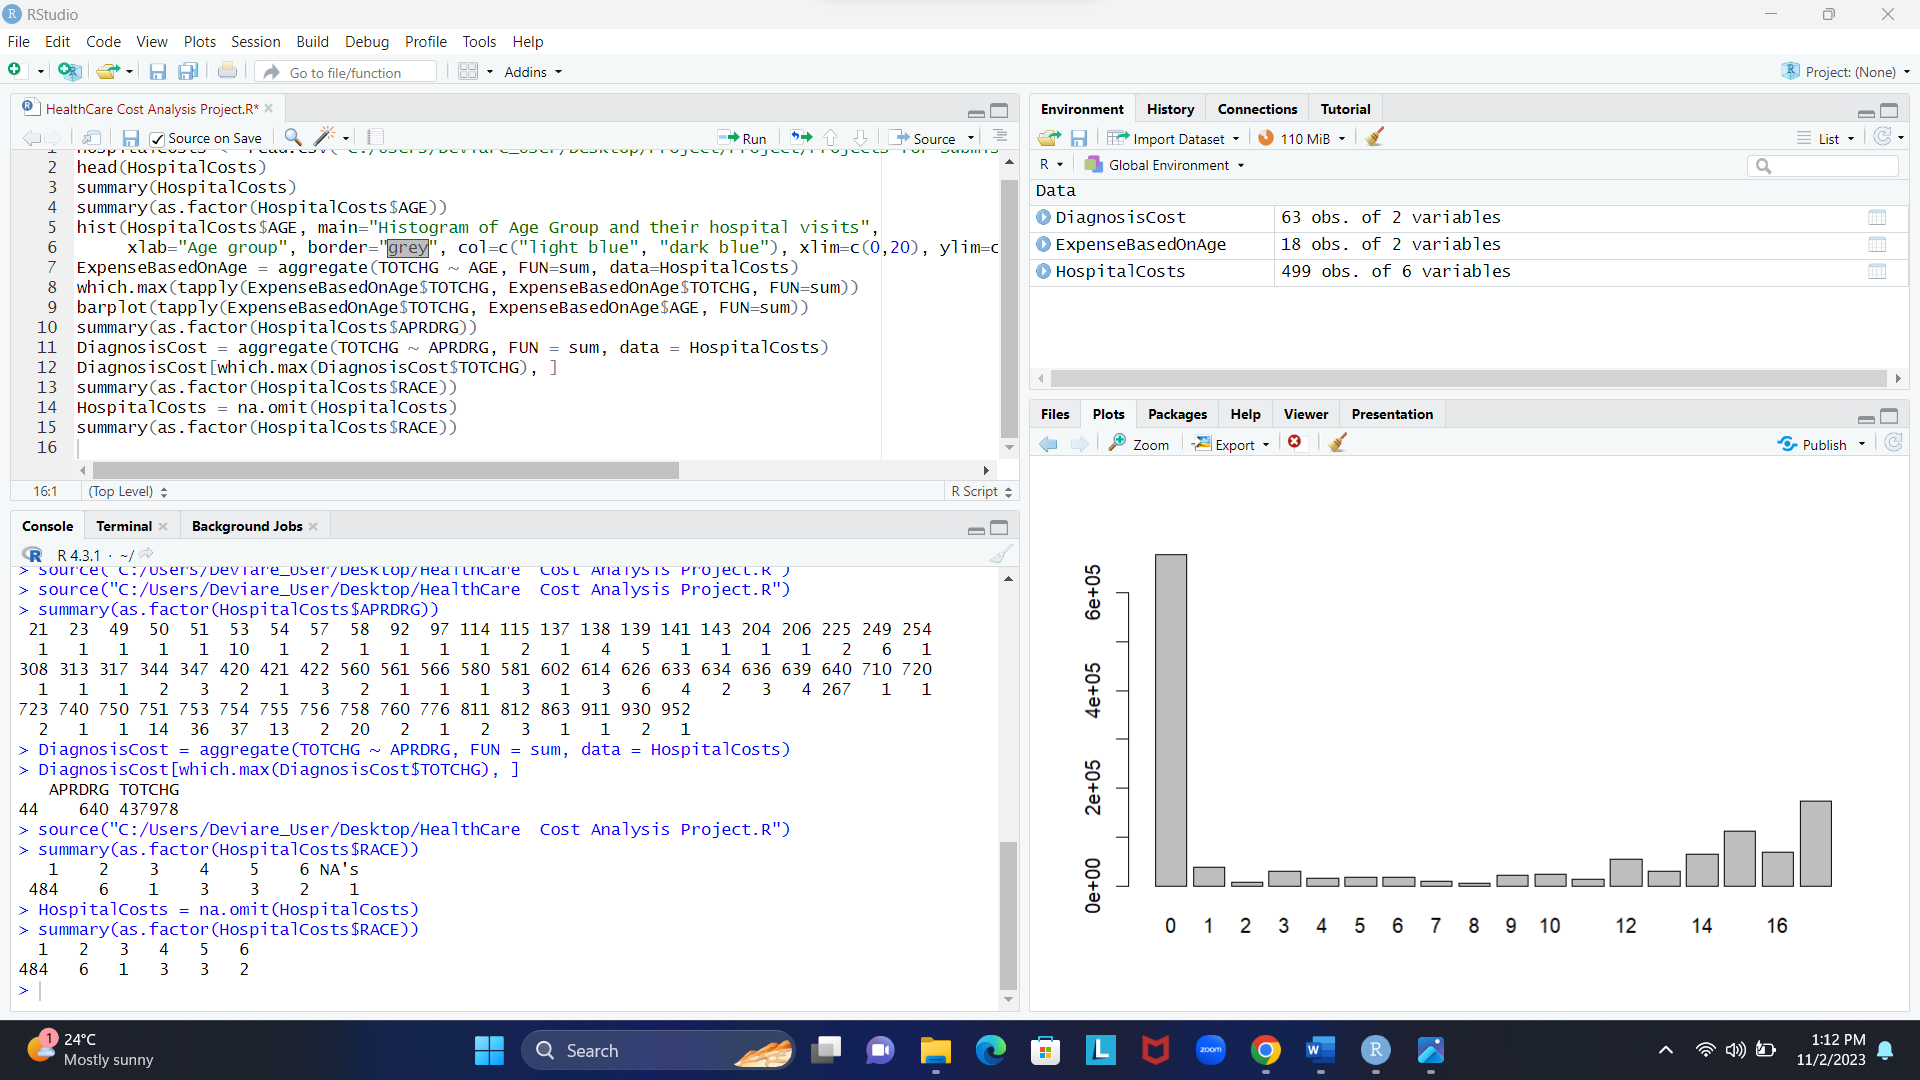 RStudio
File Edit Code View Plots Session Build Debug Profile Tools Help
Go to file/function
Addins
Project: (None)
HealthCare Cost Analysis Project.R*
Source on Save
Run
Source
2 head(HospitalCosts)
3 summary(HospitalCosts)
4 summary(as.factor(HospitalCosts$AGE))
5 hist(HospitalCosts$AGE, main="Histogram of Age Group and their hospital visits",
6 xlab="Age group", border="grey", col=c("light blue", "dark blue"), xlim=c(0,20), ylim=c
7 ExpenseBasedOnAge = aggregate(TOTCHG ~ AGE, FUN=sum, data=HospitalCosts)
8 which.max(tapply(ExpenseBasedOnAge$TOTCHG, ExpenseBasedOnAge$TOTCHG, FUN=sum))
9 barplot(tapply(ExpenseBasedOnAge$TOTCHG, ExpenseBasedOnAge$AGE, FUN=sum))
10 summary(as.factor(HospitalCosts$APRDRG))
11 DiagnosisCost = aggregate(TOTCHG ~ APRDRG, FUN = sum, data = HospitalCosts)
12 DiagnosisCost[which.max(DiagnosisCost$TOTCHG), ]
13 summary(as.factor(HospitalCosts$RACE))
14 HospitalCosts = na.omit(HospitalCosts)
15 summary(as.factor(HospitalCosts$RACE))
16
16:1 (Top Level) R Script
Console Terminal Background Jobs
R 4.3.1 · ~/
> source("C:/Users/Deviare_User/Desktop/HealthCare  Cost Analysis Project.R")
> source("C:/Users/Deviare_User/Desktop/HealthCare  Cost Analysis Project.R")
> summary(as.factor(HospitalCosts$APRDRG))
21 23 49 50 51 53 54 57 58 92 97 114 115 137 138 139 141 143 204 206 225 249 254
1 1 1 1 1 10 1 2 1 1 1 1 2 1 4 5 1 1 1 1 2 6 1
308 313 317 344 347 420 421 422 560 561 566 580 581 602 614 626 633 634 636 639 640 710 720
1 1 1 2 3 2 1 3 2 1 1 1 3 1 3 6 4 2 3 4 267 1 1
723 740 750 751 753 754 755 756 758 760 776 811 812 863 911 930 952
2 1 1 14 36 37 13 2 20 2 1 2 3 1 1 2 1
> DiagnosisCost = aggregate(TOTCHG ~ APRDRG, FUN = sum, data = HospitalCosts)
> DiagnosisCost[which.max(DiagnosisCost$TOTCHG), ]
APRDRG TOTCHG
44 640 437978
> source("C:/Users/Deviare_User/Desktop/HealthCare  Cost Analysis Project.R")
> summary(as.factor(HospitalCosts$RACE))
1 2 3 4 5 6 NA's
484 6 1 3 3 2 1
> HospitalCosts = na.omit(HospitalCosts)
> summary(as.factor(HospitalCosts$RACE))
1 2 3 4 5 6
484 6 1 3 3 2
>
Environment History Connections Tutorial
Import Dataset 110 MiB List
R Global Environment
Data
DiagnosisCost 63 obs. of 2 variables
ExpenseBasedOnAge 18 obs. of 2 variables
HospitalCosts 499 obs. of 6 variables
Files Plots Packages Help Viewer Presentation
Zoom Export Publish
6e+05
4e+05
2e+05
0e+00
0 1 2 3 4 5 6 7 8 9 10 12 14 16
1
24°C
Mostly sunny
Search
L
zoom
W
R
1:12 PM
11/2/2023